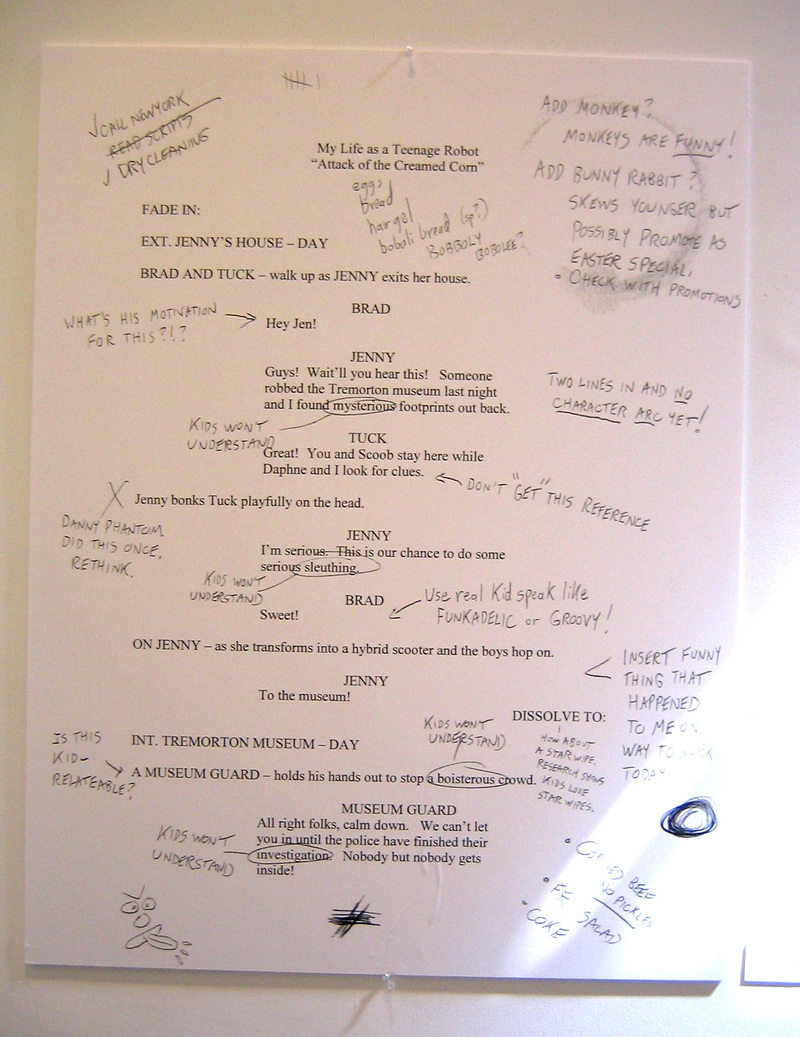 √CALL NEWYORK
READ SCRIPTS
√ DRY CLEANING
ADD MONKEY?
MONKEYS ARE FUNNY!
ADD BUNNY RABBIT?
SKEWS YOUNGER BUT
POSSIBLY PROMOTE AS
EASTER SPECIAL,
• CHECK WITH PROMOTIONS
My Life as a Teenage Robot
“Attack of the Creamed Corn”
eggs
bread
hair gel
boboli bread (sp?)
BOBBOLY BOBOLEE?
FADE IN:
EXT. JENNY'S HOUSE – DAY
BRAD AND TUCK – walk up as JENNY exits her house.
WHAT'S HIS MOTIVATION
FOR THIS?!?
BRAD
Hey Jen!
JENNY
Guys! Wait'll you hear this! Someone
robbed the Tremorton museum last night
and I found mysterious footprints out back.
TWO LINES IN AND NO
CHARACTER ARC YET!
KIDS WON'T
UNDERSTAND
TUCK
Great! You and Scoob stay here while
Daphne and I look for clues.
DON'T "GET" THIS REFERENCE
X
Jenny bonks Tuck playfully on the head.
DANNY PHANTOM
DID THIS ONCE.
RETHINK.
JENNY
I'm serious. This is our chance to do some
serious sleuthing.
KIDS WON'T
UNDERSTAND
BRAD
Sweet!
Use real Kid speak like
FUNKADELIC or GROOVY!
ON JENNY – as she transforms into a hybrid scooter and the boys hop on.
INSERT FUNNY
THING THAT
HAPPENED
TO ME ON
WAY TO WORK
TODAY
JENNY
To the museum!
DISSOLVE TO:
HOW ABOUT
A STAR WIPE.
RESEARCH SHOWS
KIDS LOVE
STAR WIPES.
KIDS WON'T
UNDERSTAND
INT. TREMORTON MUSEUM – DAY
IS THIS
KID-
RELATEABLE?
A MUSEUM GUARD – holds his hands out to stop a boisterous crowd.
MUSEUM GUARD
All right folks, calm down. We can't let
you in until the police have finished their
investigation? Nobody but nobody gets
inside!
KIDS WON'T
UNDERSTAND
• CORNED BEEF
NO PICKLES
• FF SALAD
• COKE